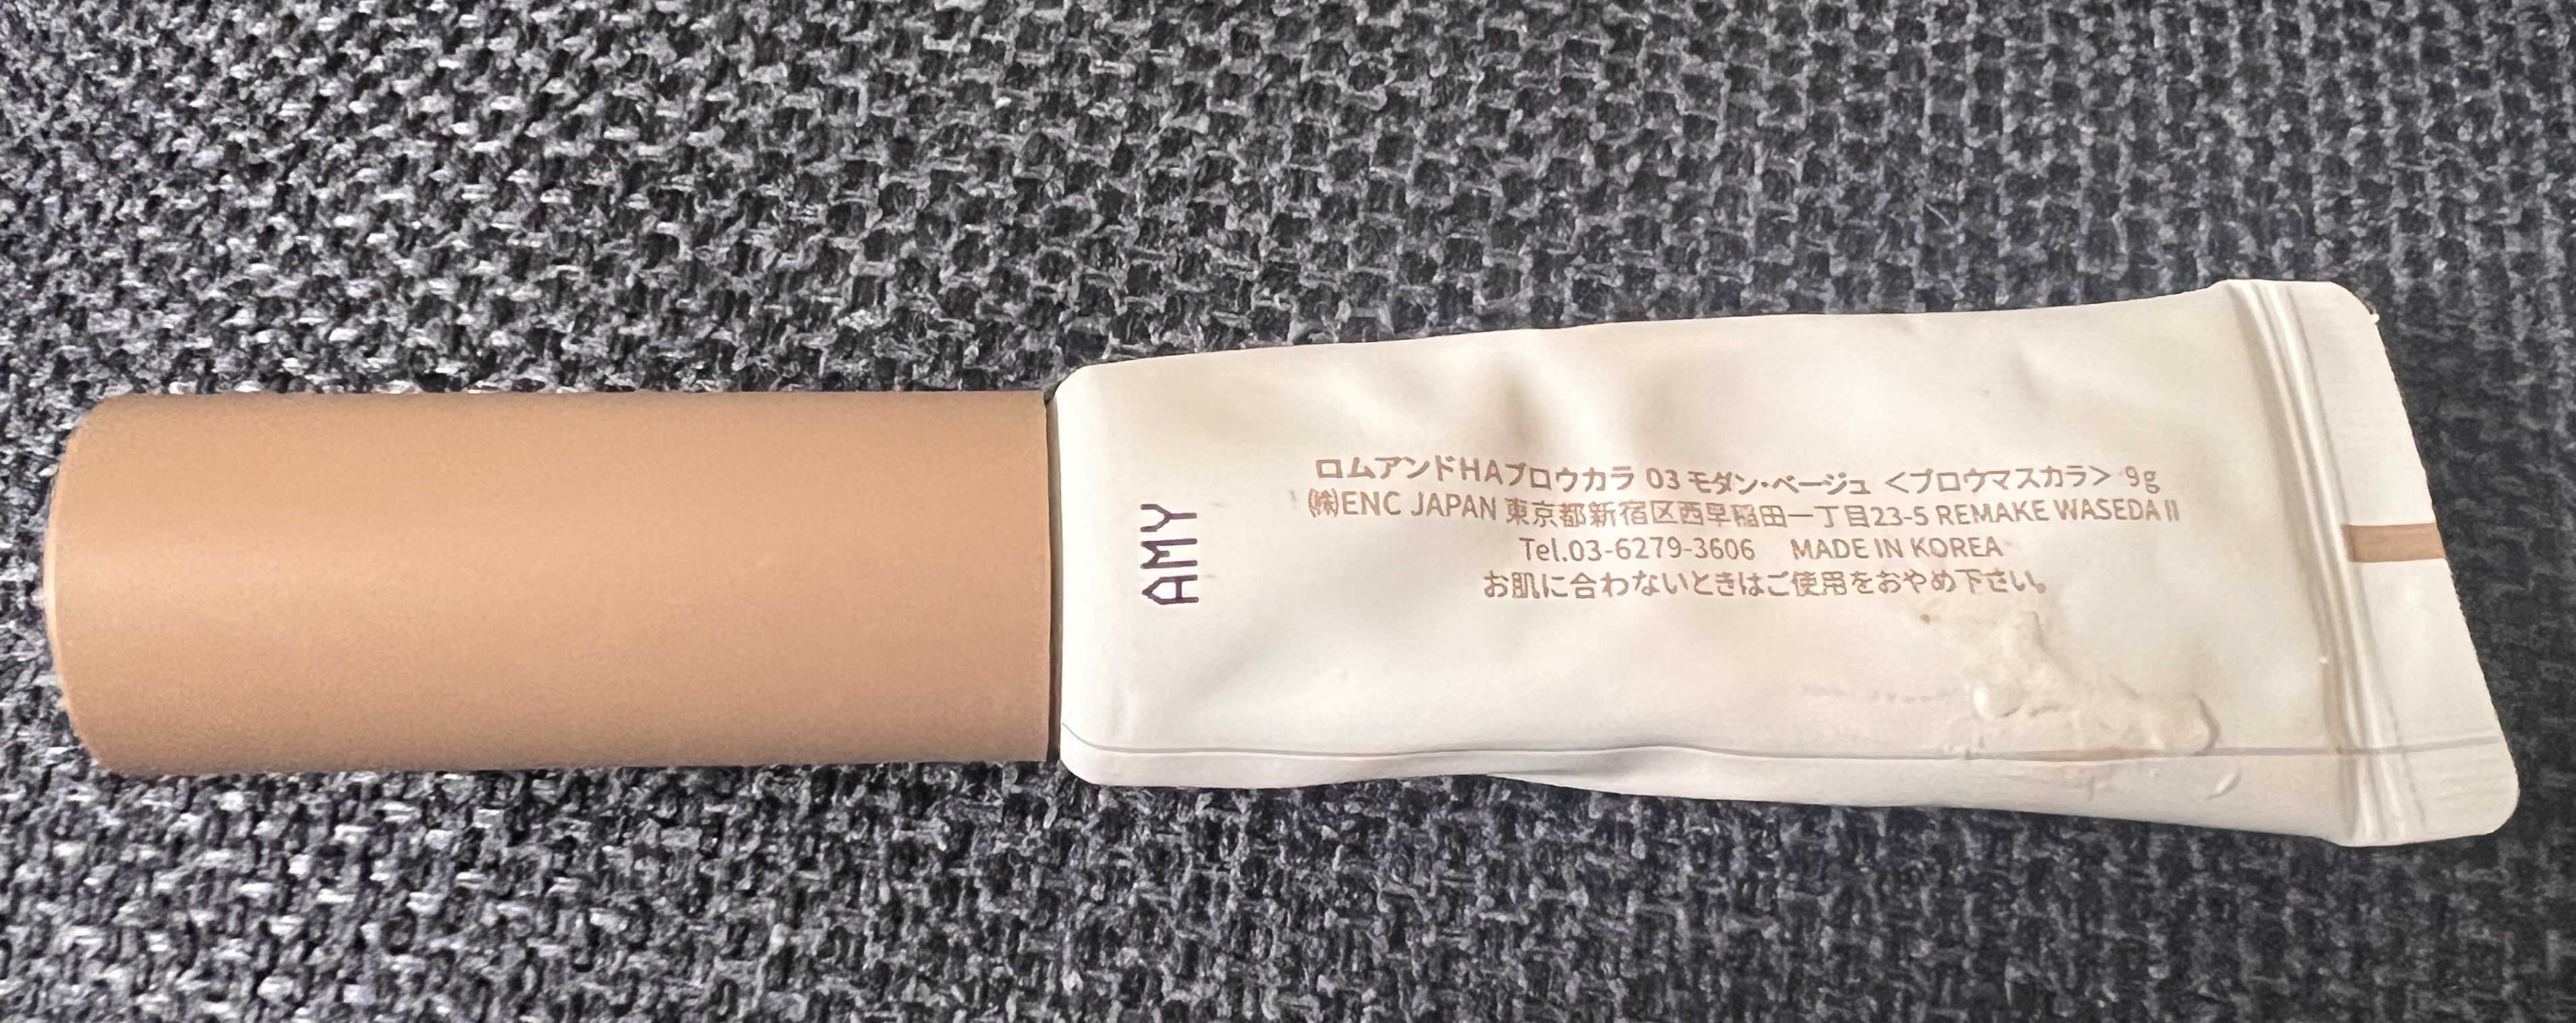 AMY
ロムアンドHAブロウカラ 03 モダン・ベージュ <ブロウマスカラ> 9g
㈱ENC JAPAN 東京都新宿区西早稲田一丁目23-5 REMAKE WASEDA II
Tel.03-6279-3606 MADE IN KOREA
お肌に合わないときはご使用をおやめ下さい。